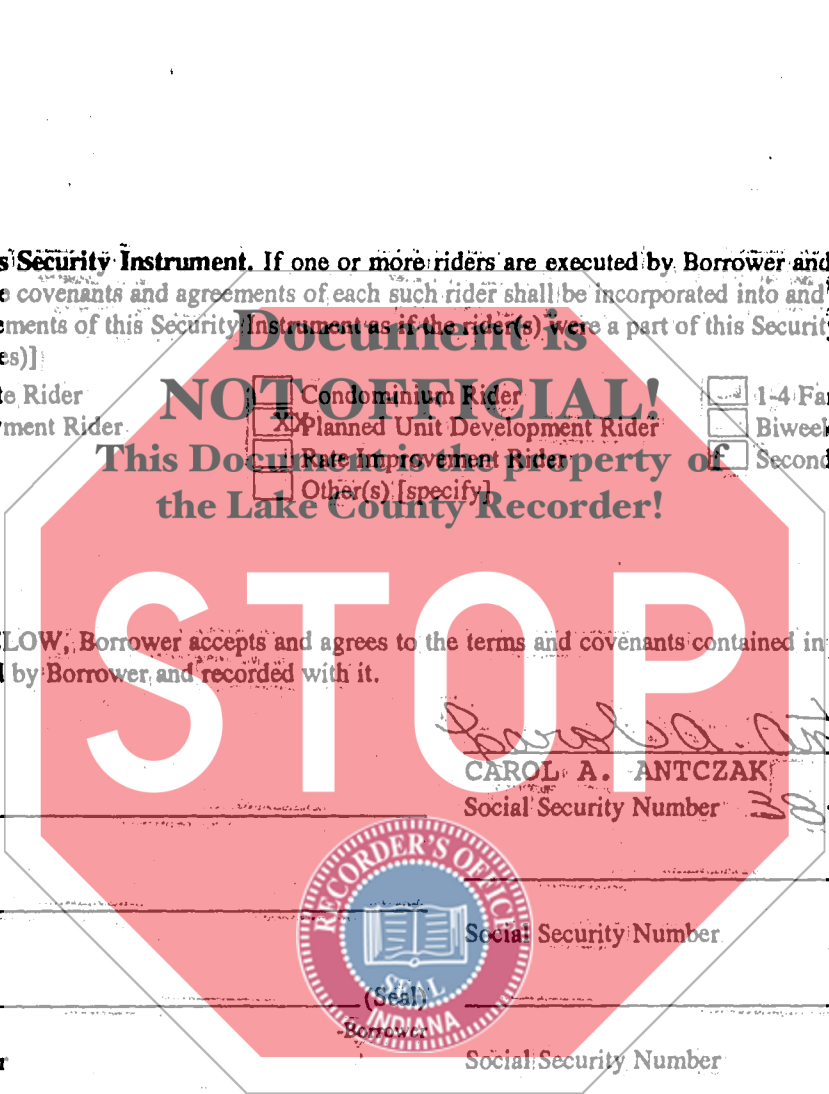 s Security Instrument. If one or more riders are executed by Borrower and
e covenants and agreements of each such rider shall be incorporated into and
ements of this Security Instrument as if the rider(s) were a part of this Securit
es)]
Document is
NOT OFFICIAL!
This Document is the property of
the Lake County Recorder!
e Rider
Condominium Rider
1-4 Fa
ment Rider
XX Planned Unit Development Rider
Biweek
Rate Improvement Rider
Second
Other(s) [specify]
STOP
LOW, Borrower accepts and agrees to the terms and covenants contained in
by Borrower and recorded with it.
CAROL A. ANTCZAK
Social Security Number
RECORDER'S OFFICE
SEAL
INDIANA
Social Security Number
(Seal)
-Borrower
r
Social Security Number